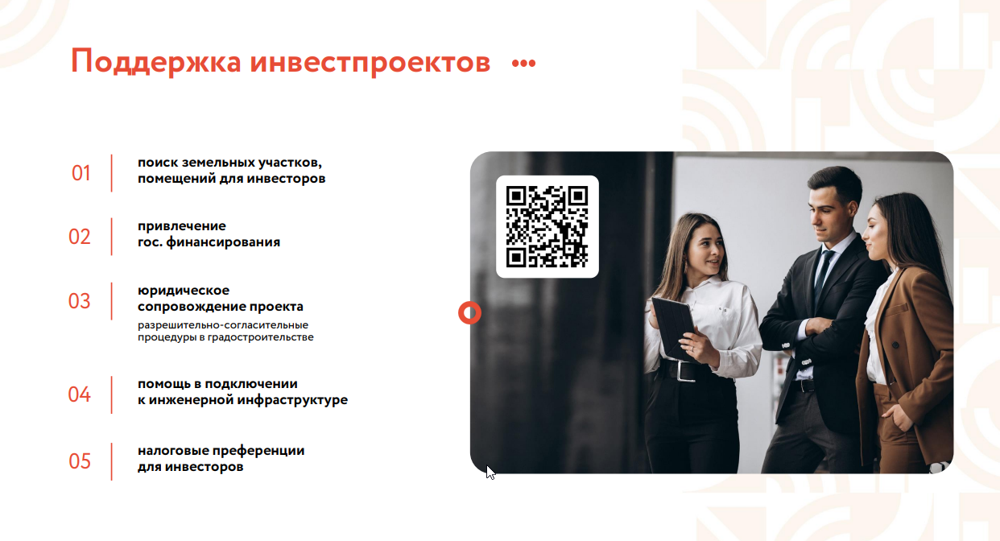 Поддержка инвестпроектов •••
01
поиск земельных участков,
помещений для инвесторов
02
привлечение
гос. финансирования
03
юридическое
сопровождение проекта
разрешительно-согласительные
процедуры в градостроительстве
04
помощь в подключении
к инженерной инфраструктуре
05
налоговые преференции
для инвесторов